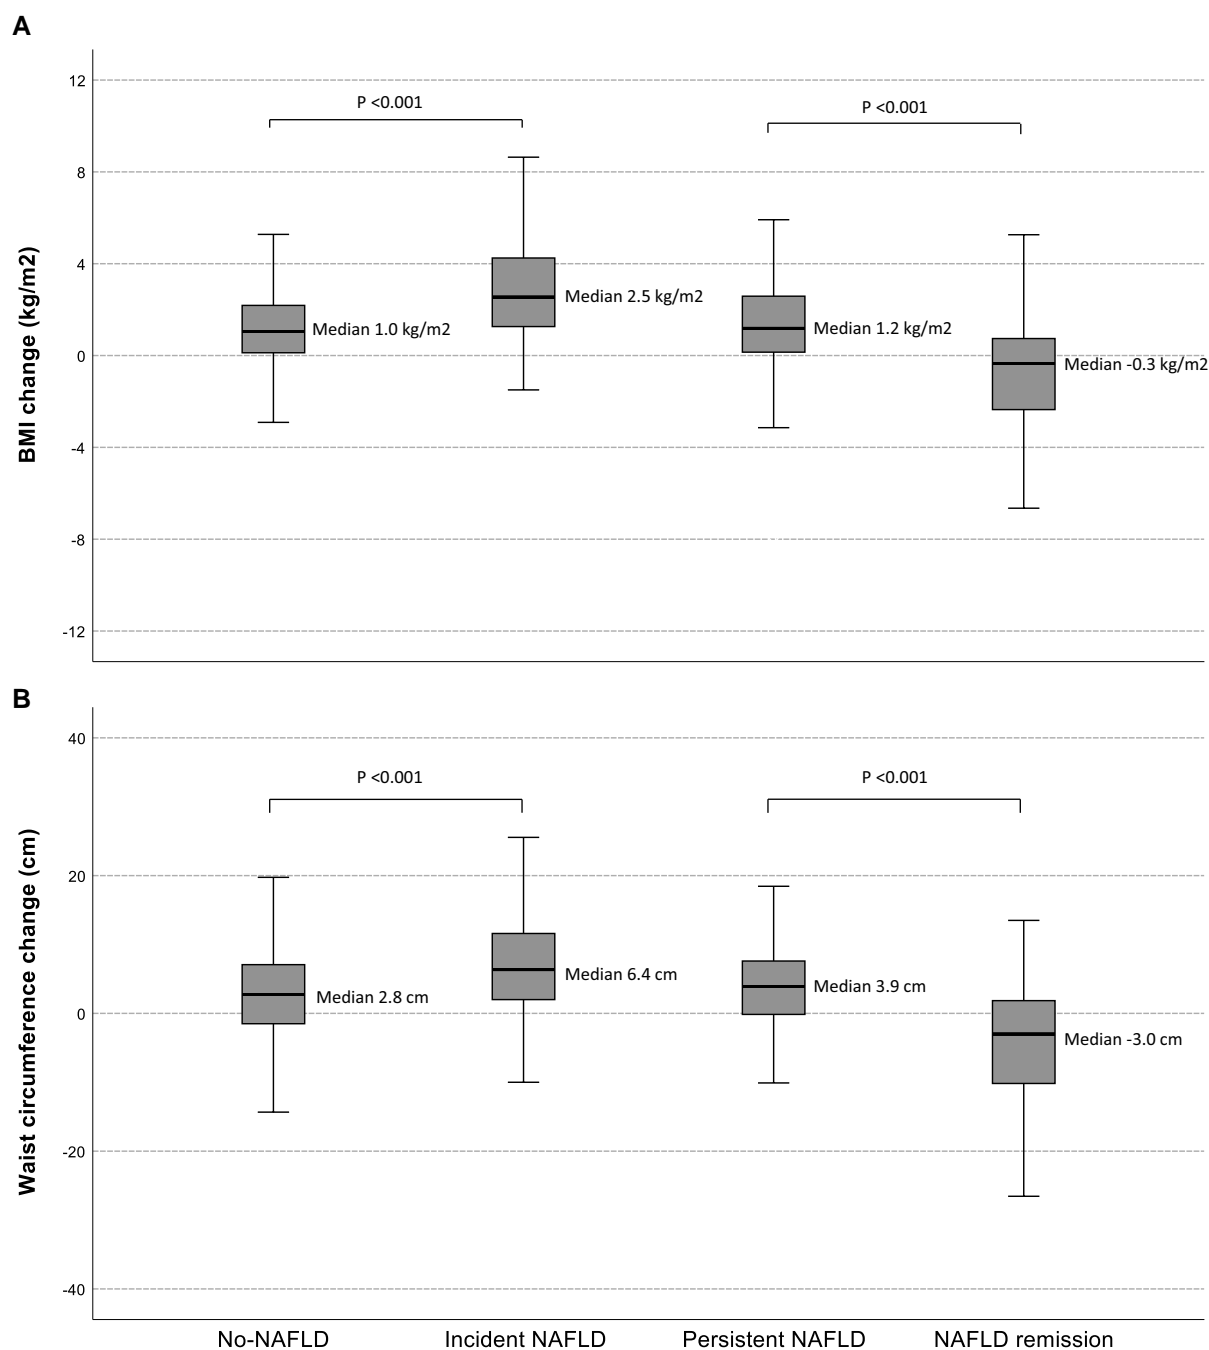 A
12
P <0.001
P <0.001
8
4
Median 2.5 kg/m2
Median 1.0 kg/m2
Median 1.2 kg/m2
0
Median -0.3 kg/m2
-4
-8
-12
BMI change (kg/m2)
B
40
P <0.001
P <0.001
20
Median 6.4 cm
Median 3.9 cm
Median 2.8 cm
0
Median -3.0 cm
-20
-40
Waist circumference change (cm)
No-NAFLD
Incident NAFLD
Persistent NAFLD
NAFLD remission